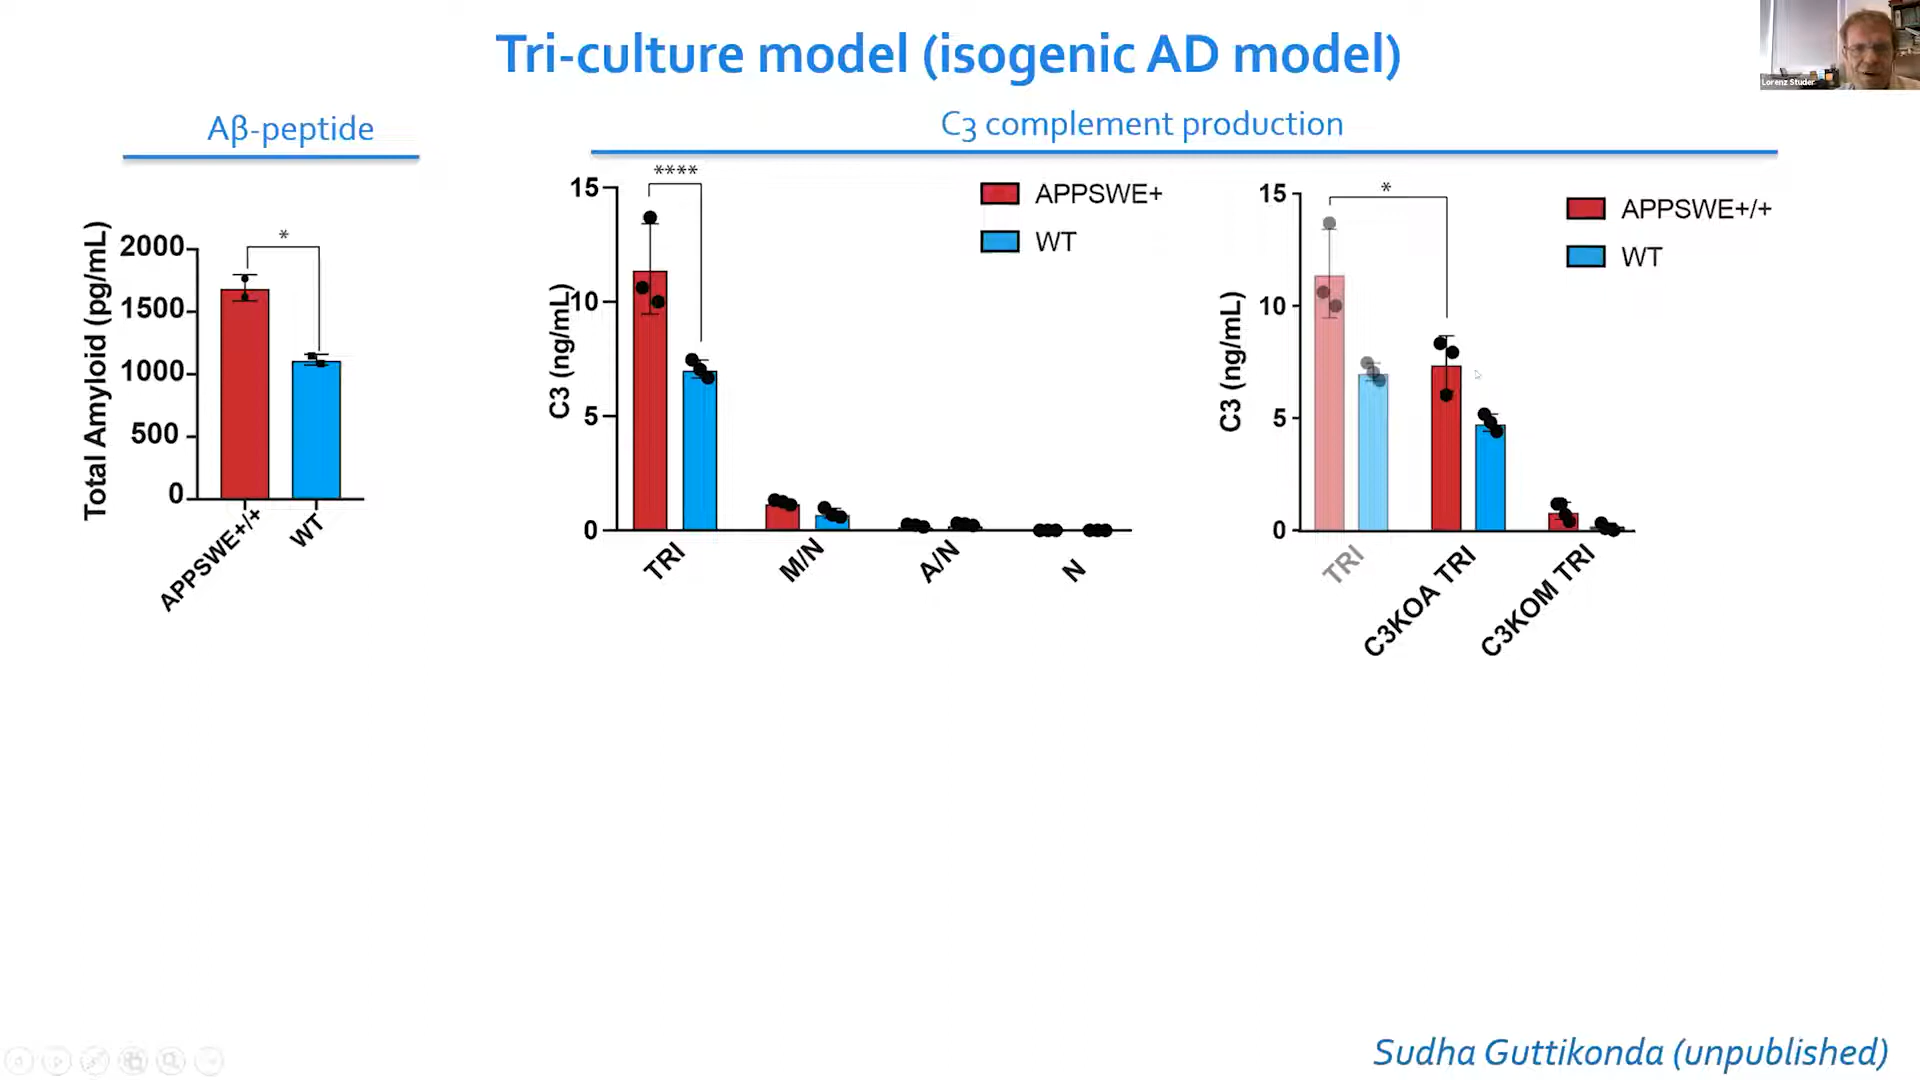 Tri-culture model (isogenic AD model)
Lorenz Studer
Aβ-peptide
C3 complement production
Total Amyloid (pg/mL)
2000
1500
1000
500
0
*
APPSWE+/+
WT
C3 (ng/mL)
15
10
5
0
****
APPSWE+
WT
TRI
M/N
A/N
N
C3 (ng/mL)
15
10
5
0
*
APPSWE+/+
WT
TRI
C3KOA TRI
C3KOM TRI
Sudha Guttikonda (unpublished)